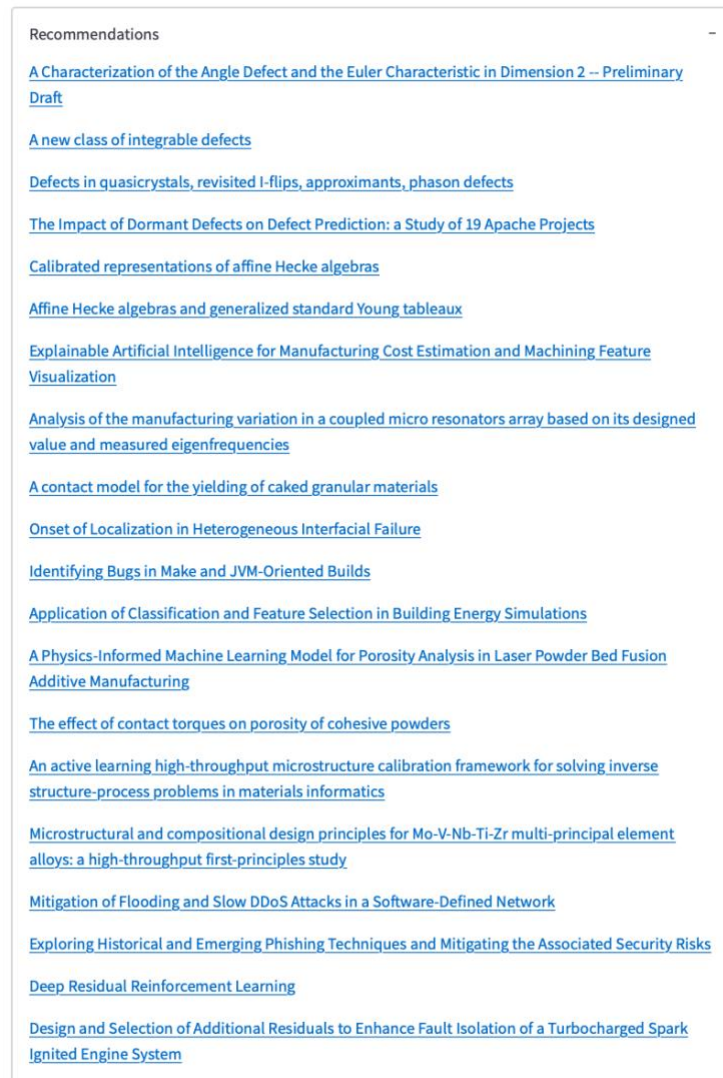 Recommendations –
A Characterization of the Angle Defect and the Euler Characteristic in Dimension 2 -- Preliminary
Draft
A new class of integrable defects
Defects in quasicrystals, revisited I-flips, approximants, phason defects
The Impact of Dormant Defects on Defect Prediction: a Study of 19 Apache Projects
Calibrated representations of affine Hecke algebras
Affine Hecke algebras and generalized standard Young tableaux
Explainable Artificial Intelligence for Manufacturing Cost Estimation and Machining Feature
Visualization
Analysis of the manufacturing variation in a coupled micro resonators array based on its designed
value and measured eigenfrequencies
A contact model for the yielding of caked granular materials
Onset of Localization in Heterogeneous Interfacial Failure
Identifying Bugs in Make and JVM-Oriented Builds
Application of Classification and Feature Selection in Building Energy Simulations
A Physics-Informed Machine Learning Model for Porosity Analysis in Laser Powder Bed Fusion
Additive Manufacturing
The effect of contact torques on porosity of cohesive powders
An active learning high-throughput microstructure calibration framework for solving inverse
structure-process problems in materials informatics
Microstructural and compositional design principles for Mo-V-Nb-Ti-Zr multi-principal element
alloys: a high-throughput first-principles study
Mitigation of Flooding and Slow DDoS Attacks in a Software-Defined Network
Exploring Historical and Emerging Phishing Techniques and Mitigating the Associated Security Risks
Deep Residual Reinforcement Learning
Design and Selection of Additional Residuals to Enhance Fault Isolation of a Turbocharged Spark
Ignited Engine System